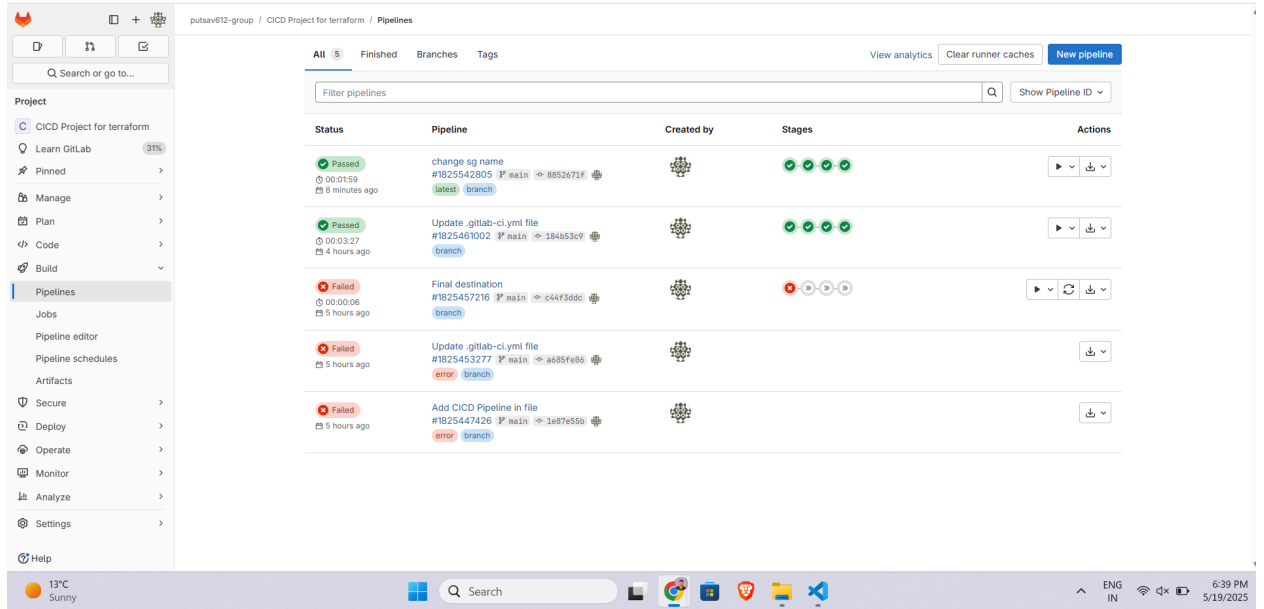 putsav612-group / CICD Project for terraform / Pipelines
Search or go to...
Project
C CICD Project for terraform
Learn GitLab 31%
Pinned
Manage
Plan
Code
Build
Pipelines
Jobs
Pipeline editor
Pipeline schedules
Artifacts
Secure
Deploy
Operate
Monitor
Analyze
Settings
Help
All 5 Finished Branches Tags View analytics Clear runner caches New pipeline
Filter pipelines Show Pipeline ID
Status Pipeline Created by Stages Actions
Passed
00:01:59
8 minutes ago
change sg name
#1825542805 main 8852671f
latest branch
Passed
00:03:27
4 hours ago
Update .gitlab-ci.yml file
#1825461002 main 184b53c9
branch
Failed
00:00:06
5 hours ago
Final destination
#1825457216 main c44f3ddc
branch
Failed
5 hours ago
Update .gitlab-ci.yml file
#1825453277 main a685fe06
error branch
Failed
5 hours ago
Add CICD Pipeline in file
#1825447426 main 1e87e55b
error branch
13°C
Sunny
Search
ENG
IN
6:39 PM
5/19/2025